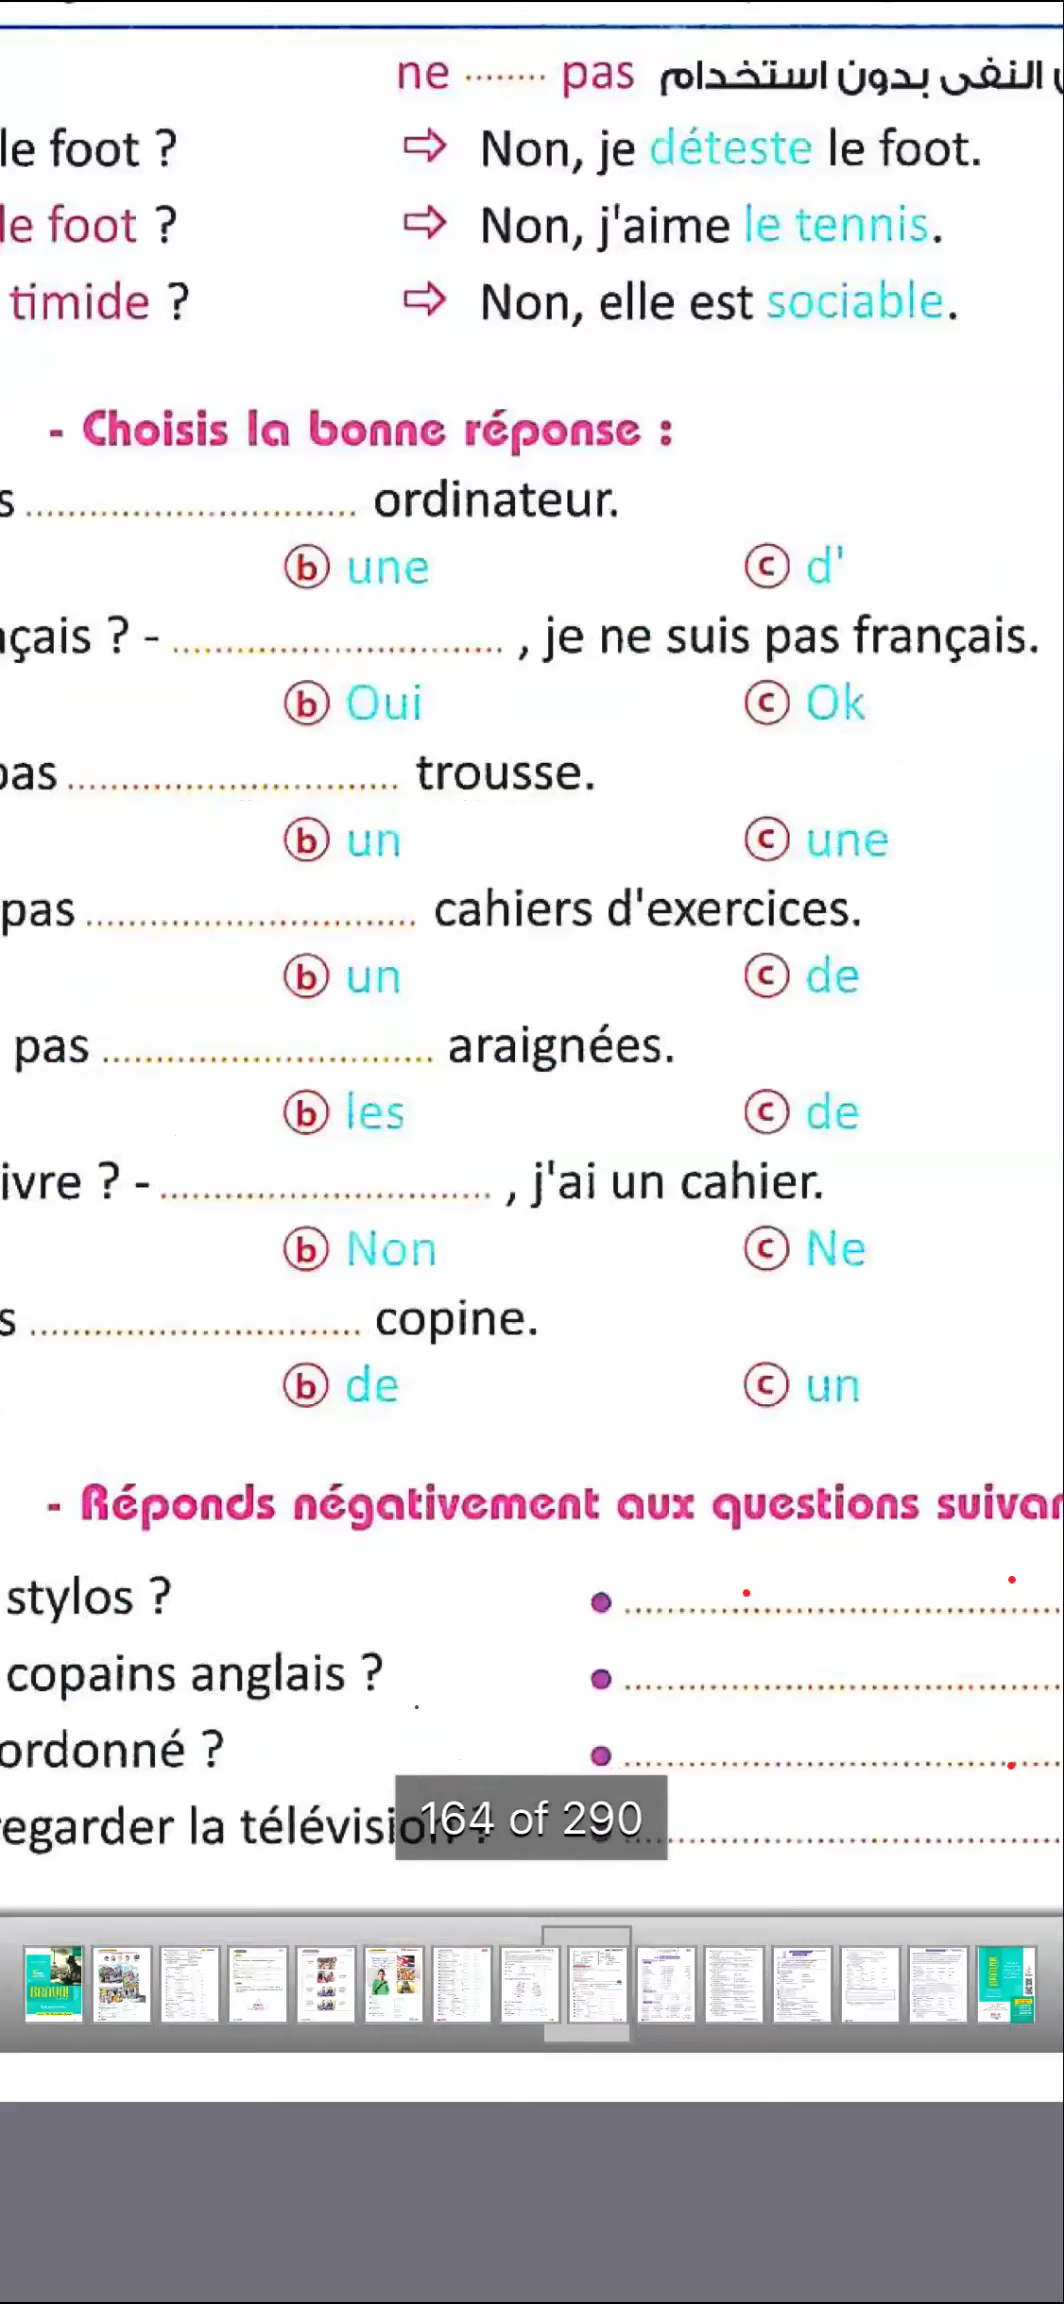 ne ........ pas النفى بدون استخدام
le foot ? ⇨ Non, je déteste le foot.
le foot ? ⇨ Non, j'aime le tennis.
timide ? ⇨ Non, elle est sociable.
- Choisis la bonne réponse :
s ............................... ordinateur.
ⓑ une ⓒ d'
çais ? - ............................... , je ne suis pas français.
ⓑ Oui ⓒ Ok
pas ............................... trousse.
ⓑ un ⓒ une
pas ............................... cahiers d'exercices.
ⓑ un ⓒ de
pas ............................... araignées.
ⓑ les ⓒ de
ivre ? - ............................... , j'ai un cahier.
ⓑ Non ⓒ Ne
s ............................... copine.
ⓑ de ⓒ un
- Réponds négativement aux questions suivan
stylos ? • ........................................
copains anglais ? • ........................................
ordonné ? • ........................................
egarder la télévision ? ........................................
164 of 290